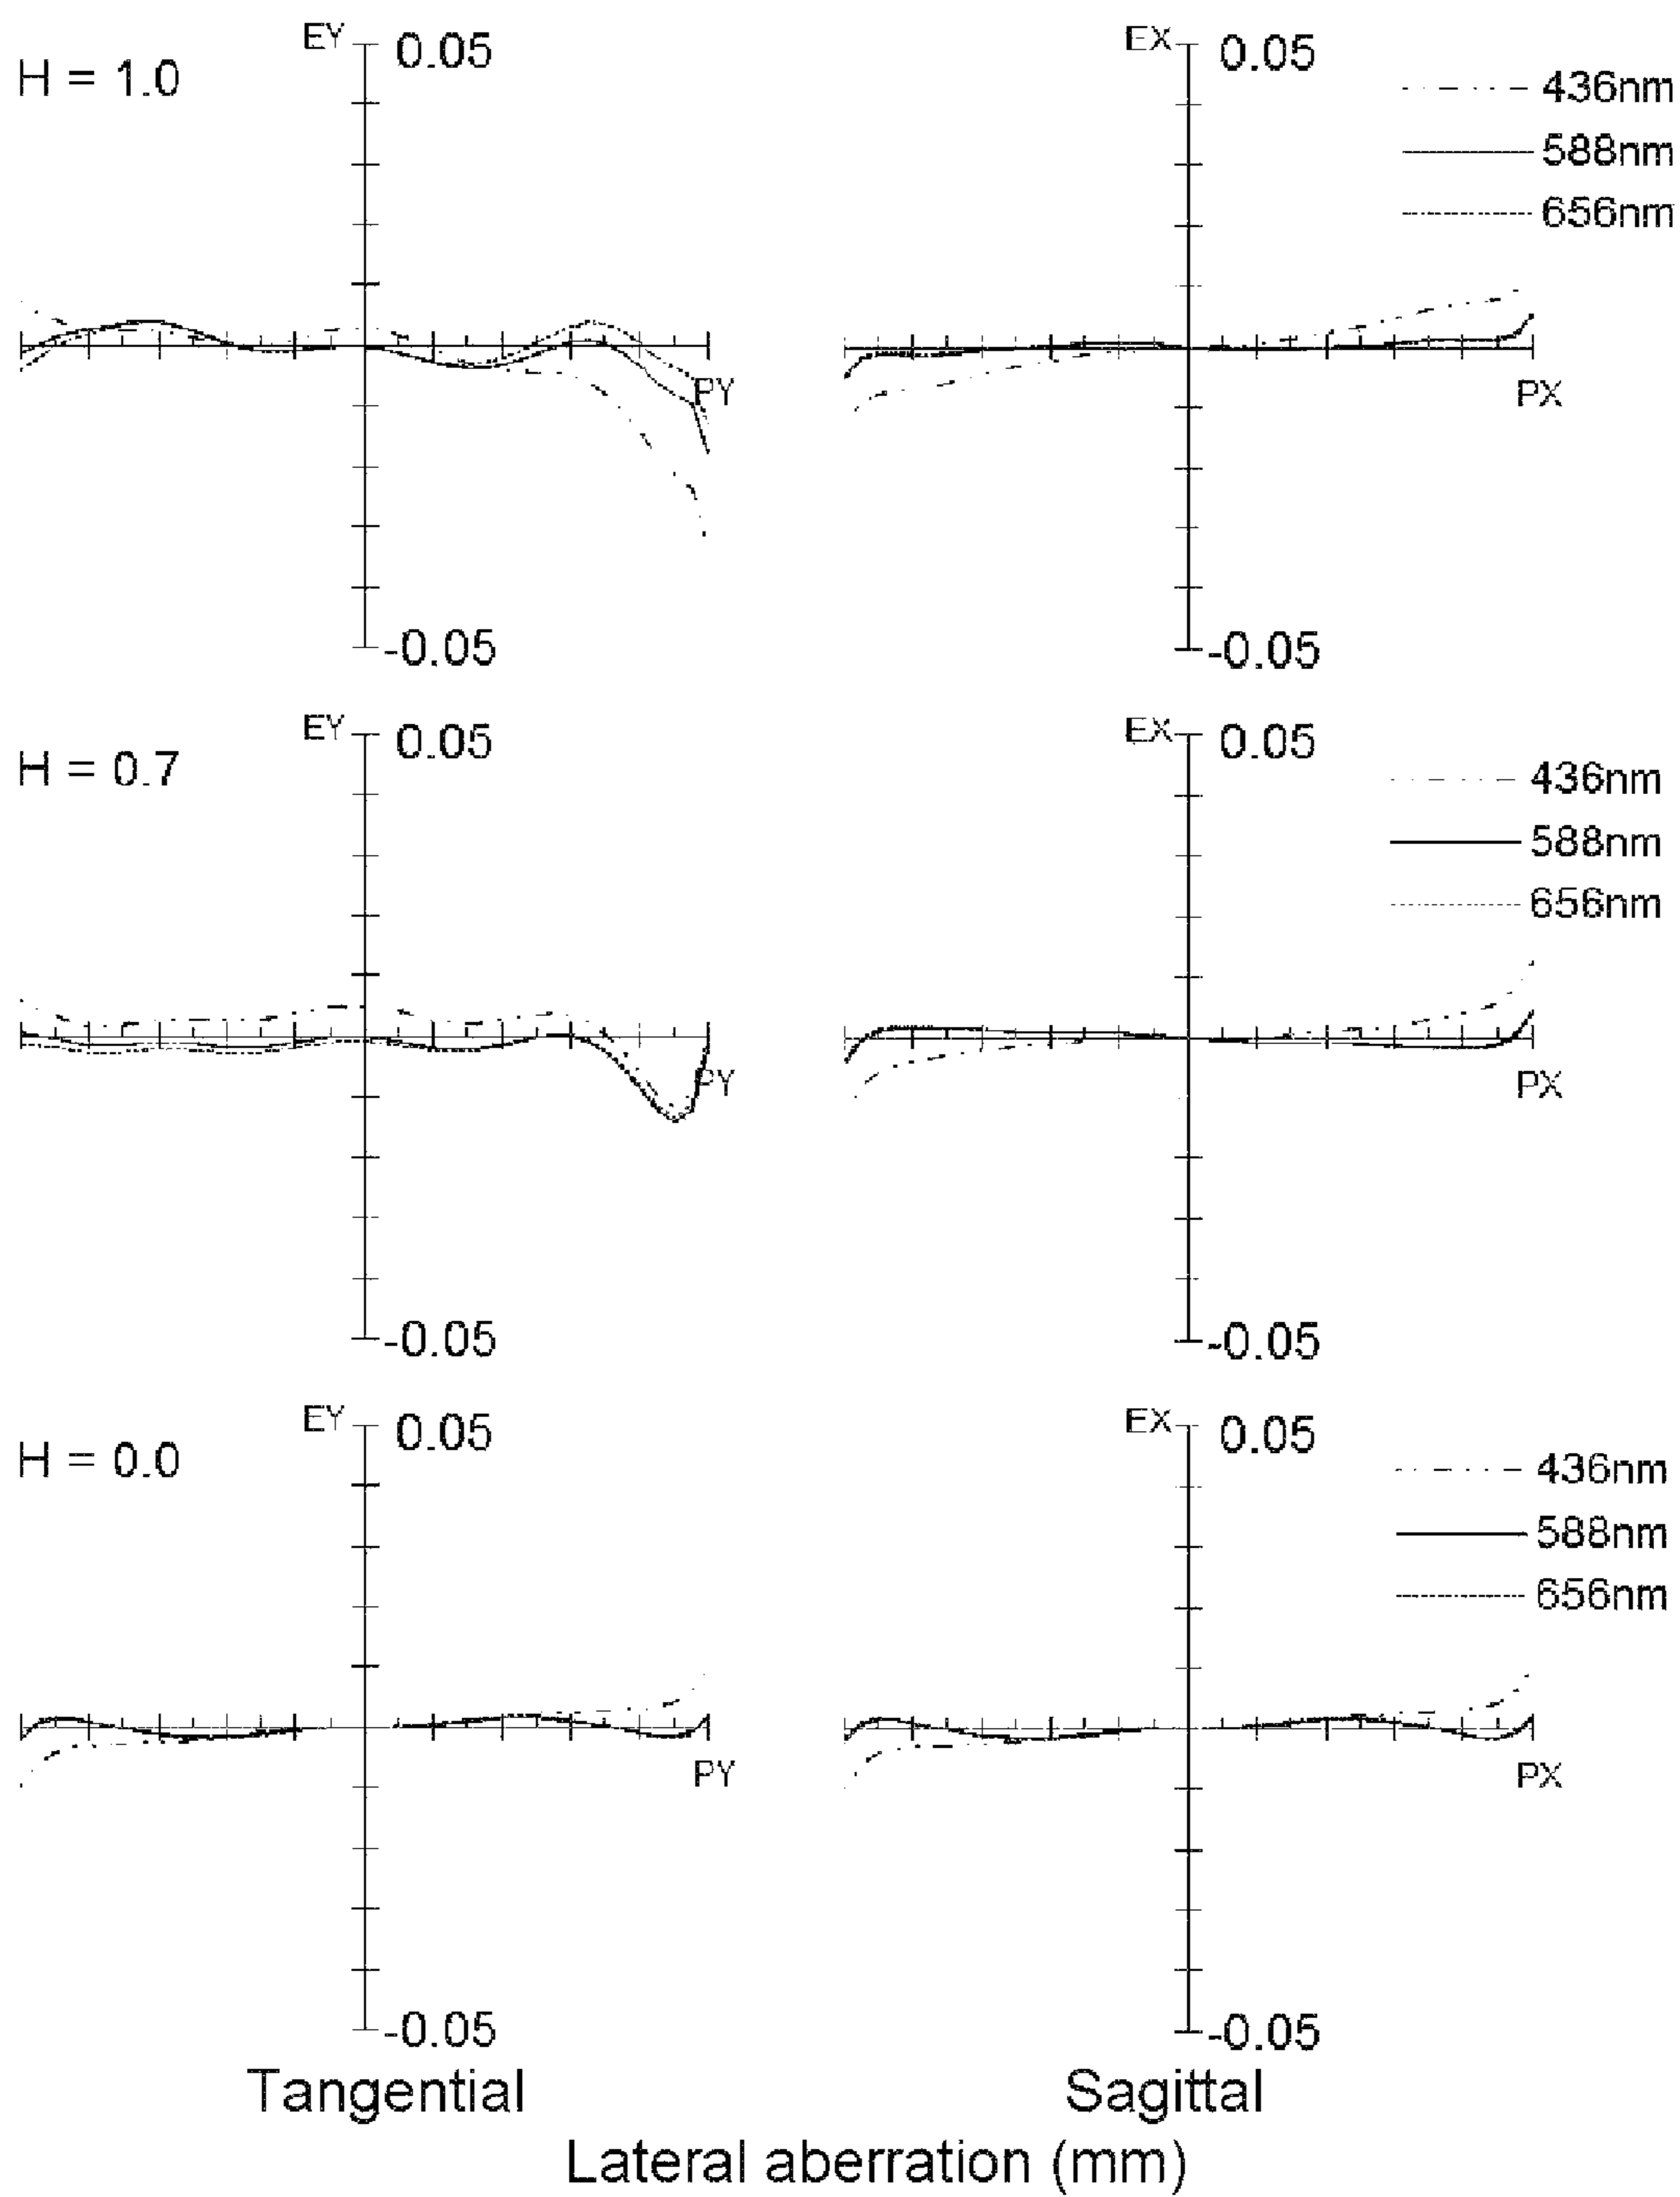 H = 1.0
EY
0.05
-0.05
PY
EX
0.05
-0.05
PX
436nm
588nm
656nm
H = 0.7
EY
0.05
-0.05
PY
EX
0.05
-0.05
PX
436nm
588nm
656nm
H = 0.0
EY
0.05
-0.05
PY
EX
0.05
-0.05
PX
436nm
588nm
656nm
Tangential
Sagittal
Lateral aberration (mm)